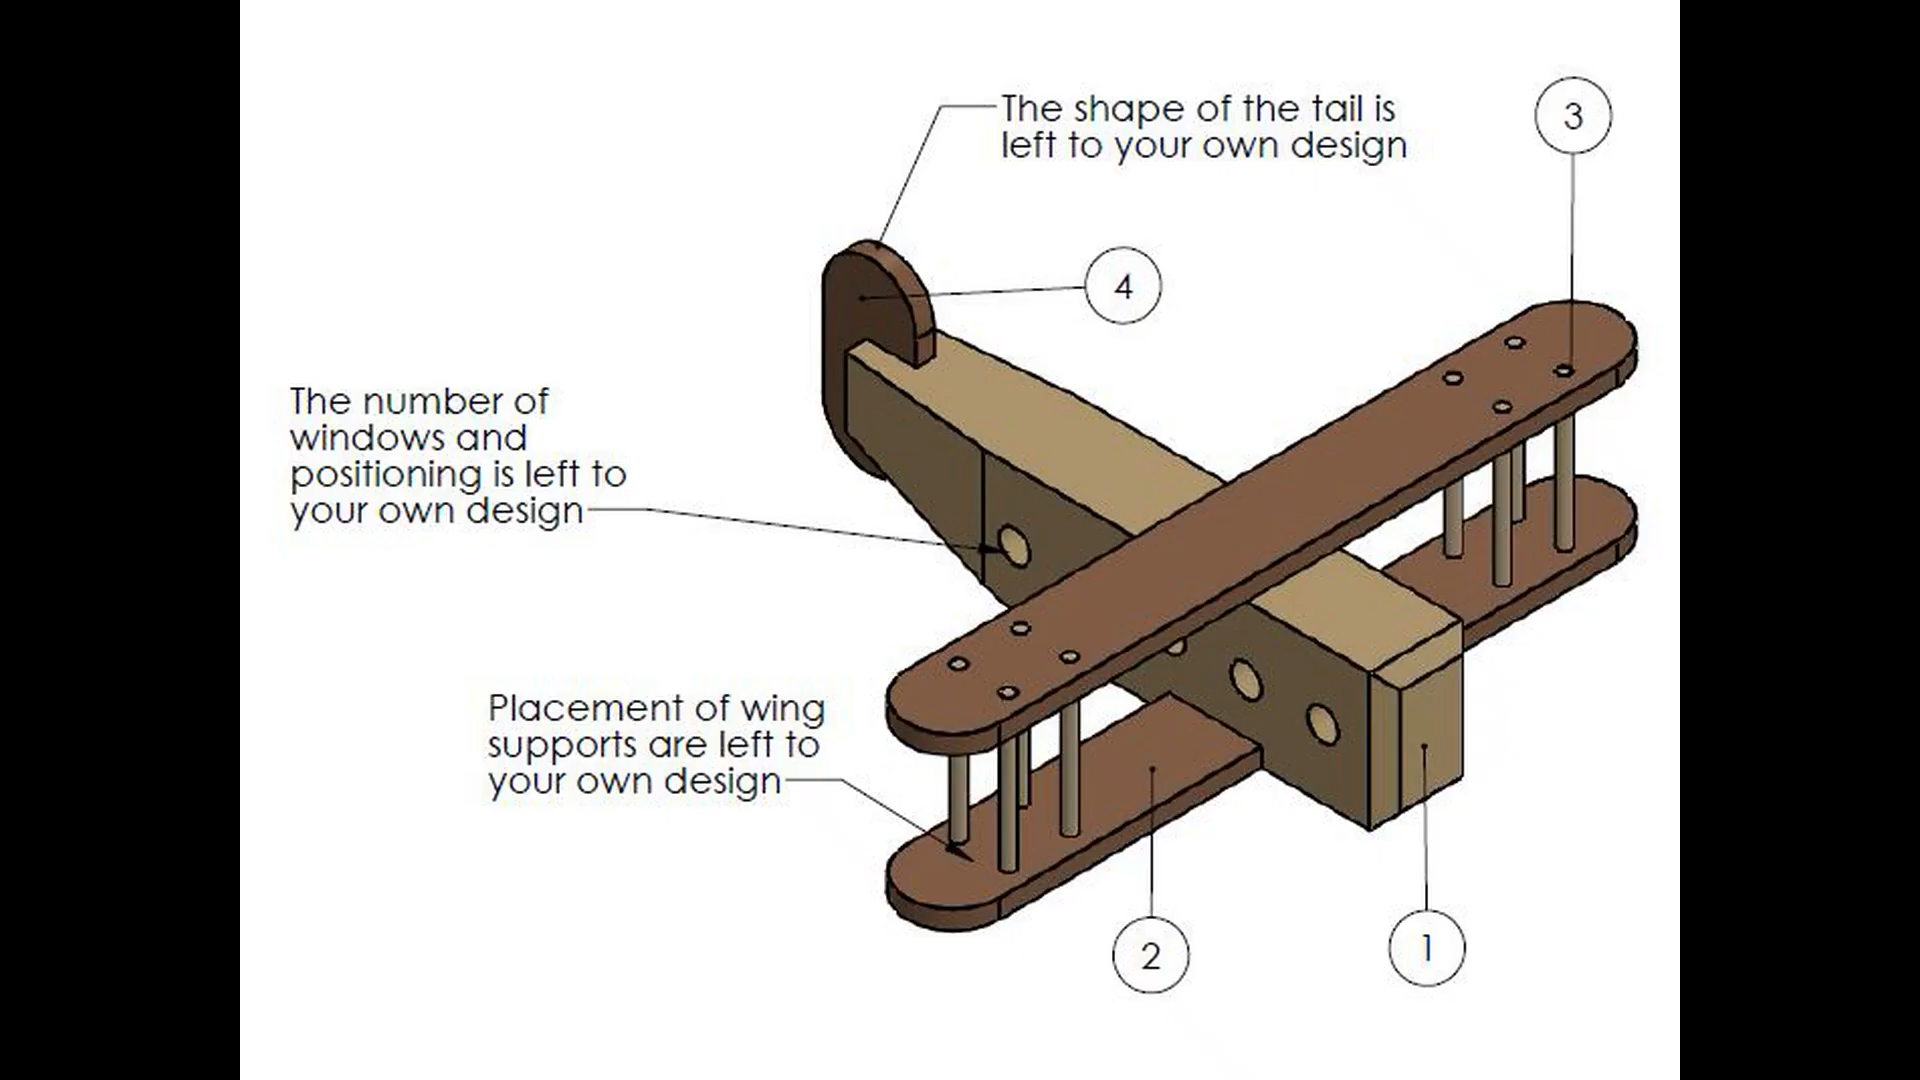 The shape of the tail is
left to your own design
3
4
The number of
windows and
positioning is left to
your own design
Placement of wing
supports are left to
your own design
2
1